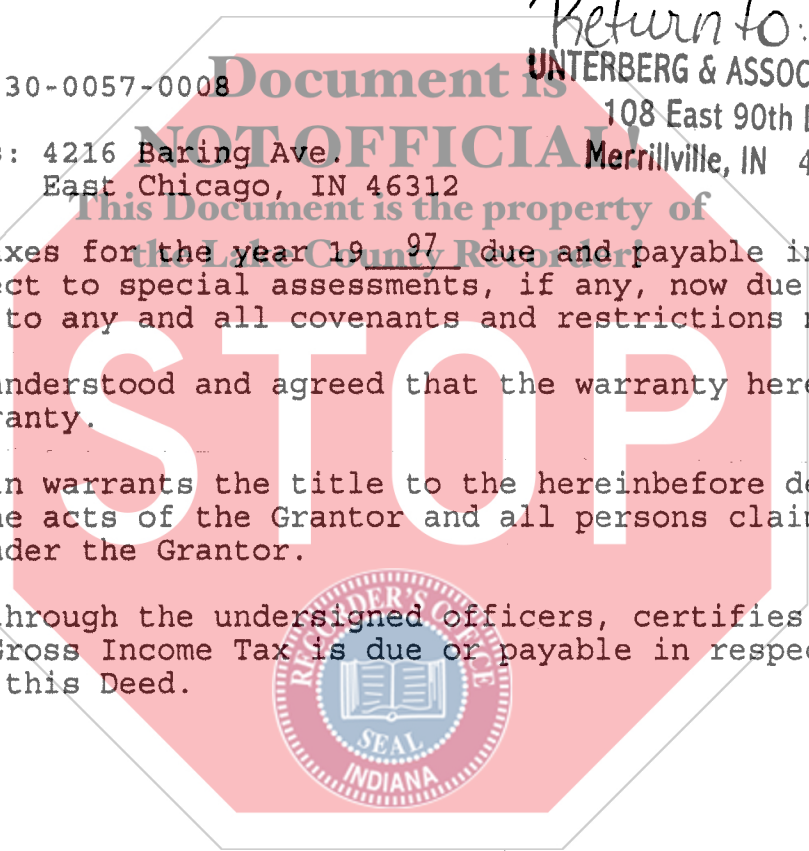 Return to:
UNTERBERG & ASSOC
108 East 90th
Merrillville, IN 4
30-0057-0008
Document is
NOT OFFICIAL!
: 4216 Baring Ave.
East Chicago, IN 46312
This Document is the property of
the Lake County Recorder!
xes for the year 19 97 due and payable in
ct to special assessments, if any, now due
to any and all covenants and restrictions
nderstood and agreed that the warranty here
ranty.
STOP
n warrants the title to the hereinbefore de
e acts of the Grantor and all persons claim
der the Grantor.
hrough the undersigned officers, certifies
Gross Income Tax is due or payable in respec
this Deed.
RECORDER'S OFFICE
SEAL
INDIANA